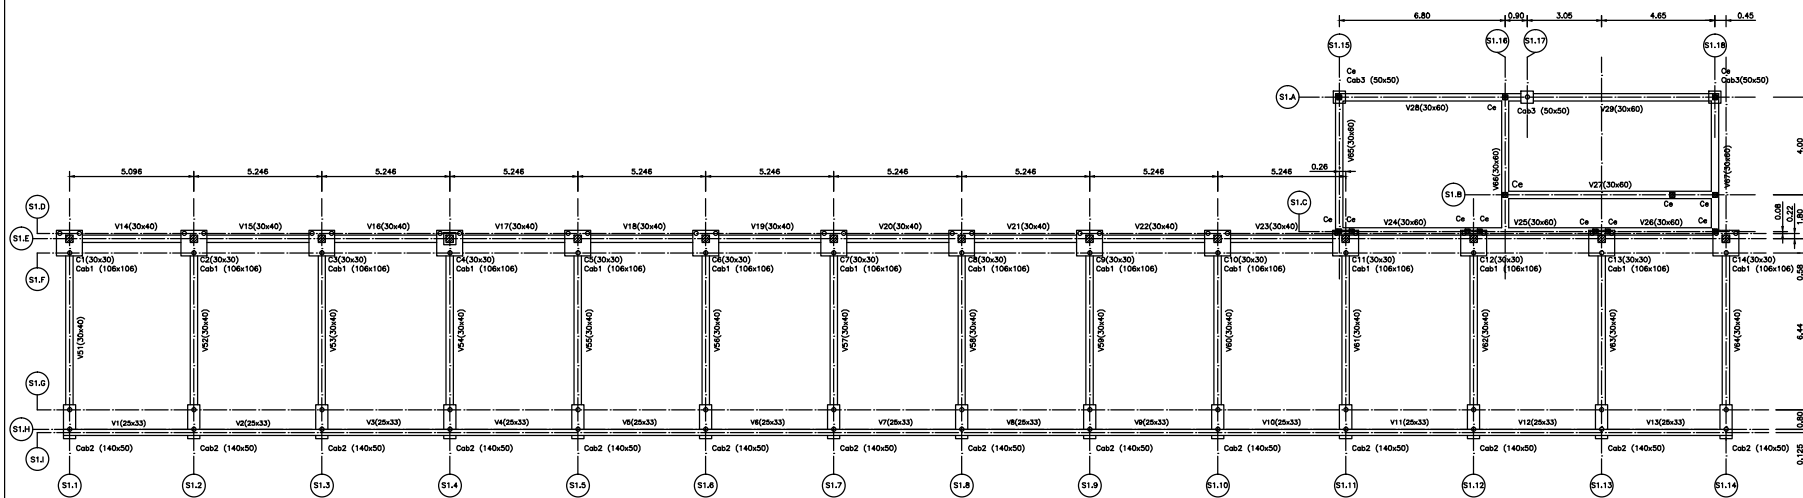 6.80 0.90 3.05 4.65 0.45
S1.15 S1.16 S1.17 S1.18
Ce Ce
Cab3 (50x50) Cab3(50x50)
S1.A
V28(30x60) Ce Cab3 (50x50) V29(30x60)
V65(30x60) V66(30x60) V67(30x60) 4.00
5.096 5.246 5.246 5.246 5.246 5.246 5.246 5.246 5.246 5.246 0.26
S1.B Ce V27(30x60)
Ce Ce
S1.D S1.C
0.08 0.22 1.80
V14(30x40) V15(30x40) V16(30x40) V17(30x40) V18(30x40) V19(30x40) V20(30x40) V21(30x40) V22(30x40) V23(30x40) Ce Ce V24(30x60) Ce Ce V25(30x60) Ce Ce V26(30x60) Ce
S1.E
C1(30x30) C2(30x30) C3(30x30) C4(30x30) C5(30x30) C6(30x30) C7(30x30) C8(30x30) C9(30x30) C10(30x30) C11(30x30) C12(30x30) C13(30x30) C14(30x30)
Cab1 (106x106) Cab1 (106x106) Cab1 (106x106) Cab1 (106x106) Cab1 (106x106) Cab1 (106x106) Cab1 (106x106) Cab1 (106x106) Cab1 (106x106) Cab1 (106x106) Cab1 (106x106) Cab1 (106x106) Cab1 (106x106) Cab1 (106x106)
S1.F 0.58
V51(30x40) V52(30x40) V53(30x40) V54(30x40) V55(30x40) V56(30x40) V57(30x40) V58(30x40) V59(30x40) V60(30x40) V61(30x40) V62(30x40) V63(30x40) V64(30x40) 6.44
S1.G
V1(25x33) V2(25x33) V3(25x33) V4(25x33) V5(25x33) V6(25x33) V7(25x33) V8(25x33) V9(25x33) V10(25x33) V11(25x33) V12(25x33) V13(25x33) 0.80
S1.H
Cab2 (140x50) Cab2 (140x50) Cab2 (140x50) Cab2 (140x50) Cab2 (140x50) Cab2 (140x50) Cab2 (140x50) Cab2 (140x50) Cab2 (140x50) Cab2 (140x50) Cab2 (140x50) Cab2 (140x50) Cab2 (140x50) Cab2 (140x50) 0.125
S1.I
S1.1 S1.2 S1.3 S1.4 S1.5 S1.6 S1.7 S1.8 S1.9 S1.10 S1.11 S1.12 S1.13 S1.14